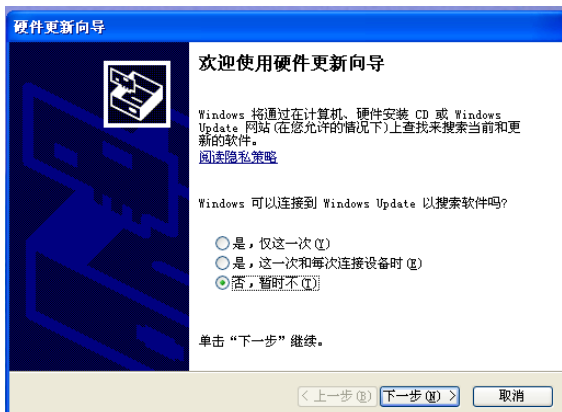 硬件更新向导
欢迎使用硬件更新向导
Windows 将通过在计算机、硬件安装 CD 或 Windows
Update 网站(在您允许的情况下)上查找来搜索当前和更
新的软件。
阅读隐私策略
Windows 可以连接到 Windows Update 以搜索软件吗?
是，仅这一次(Y)
是，这一次和每次连接设备时(E)
否，暂时不(T)
单击“下一步”继续。
< 上一步(B) 下一步(N) > 取消